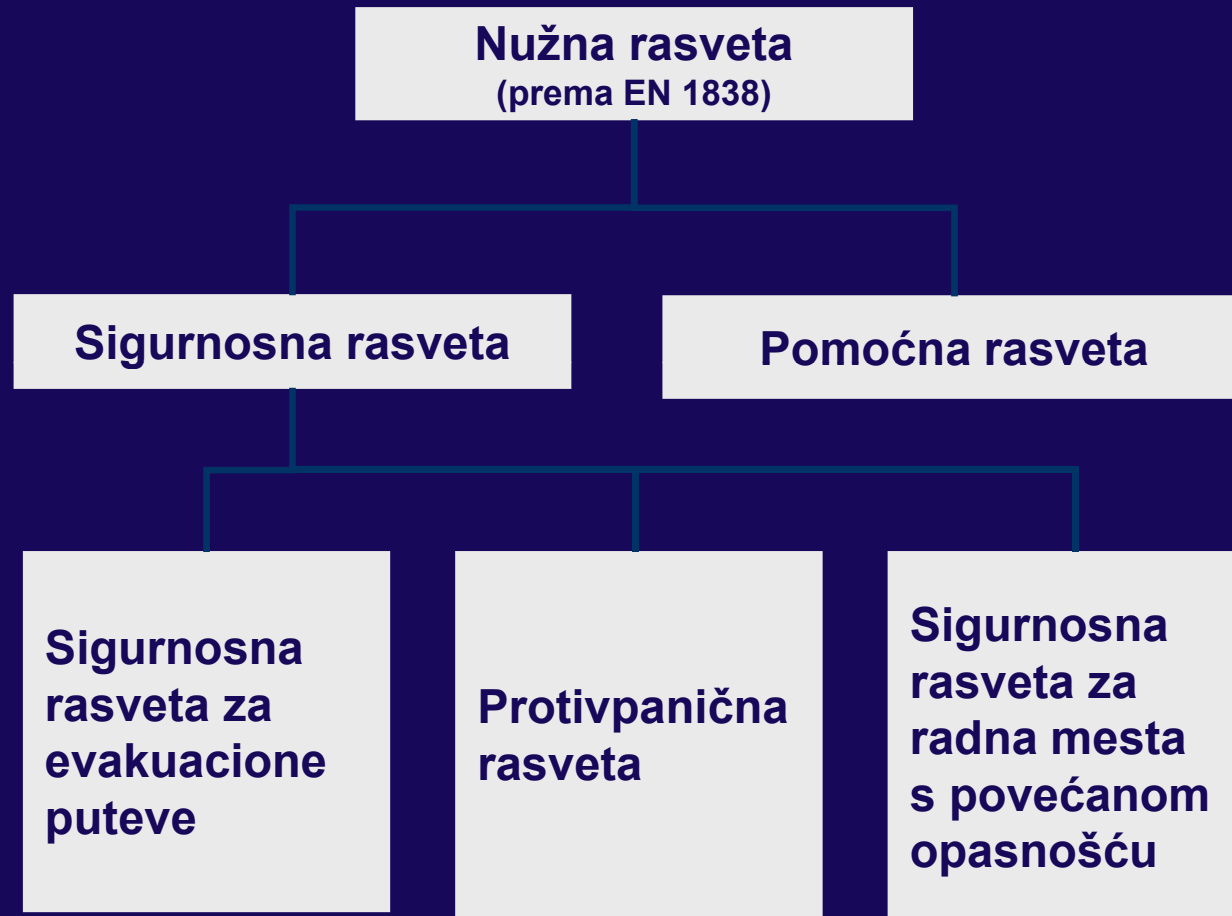 Nužna rasveta
(prema EN 1838)
Sigurnosna rasveta
Pomoćna rasveta
Sigurnosna
rasveta za
evakuacione
puteve
Protivpanična
rasveta
Sigurnosna
rasveta za
radna mesta
s povećanom
opasnošću